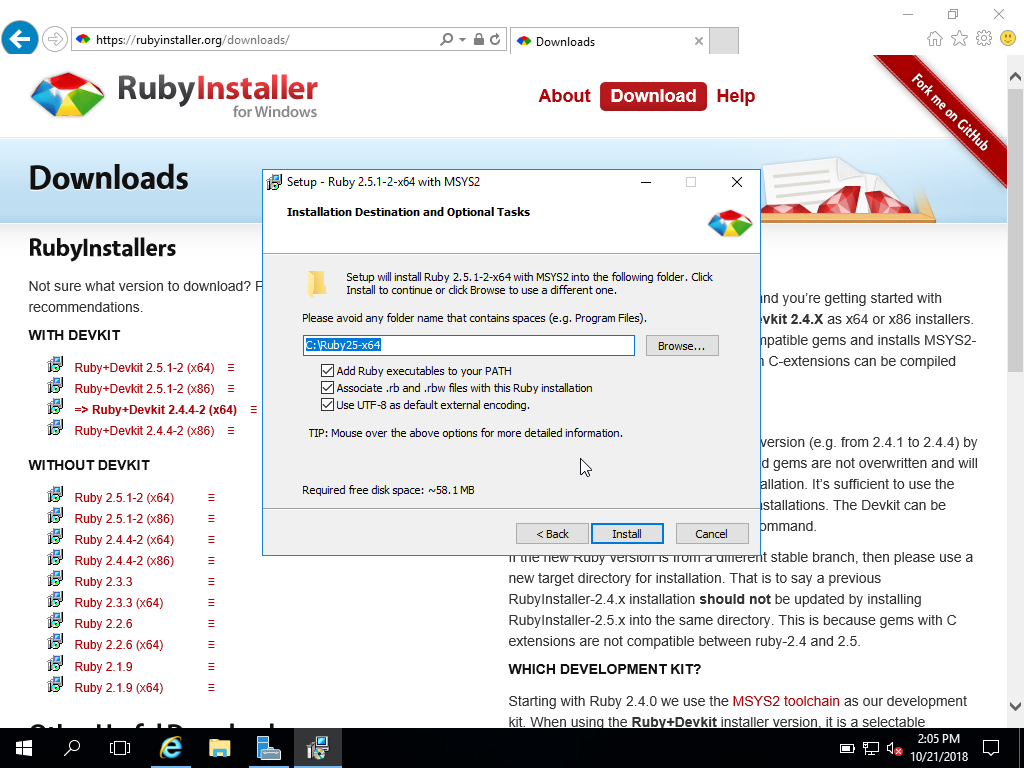 https://rubyinstaller.org/downloads/
Downloads
RubyInstaller
for Windows
About
Download
Help
Fork me on GitHub
Downloads
RubyInstallers
Not sure what version to download? F
recommendations.
WITH DEVKIT
Ruby+Devkit 2.5.1-2 (x64)
Ruby+Devkit 2.5.1-2 (x86)
=> Ruby+Devkit 2.4.4-2 (x64)
Ruby+Devkit 2.4.4-2 (x86)
WITHOUT DEVKIT
Ruby 2.5.1-2 (x64)
Ruby 2.5.1-2 (x86)
Ruby 2.4.4-2 (x64)
Ruby 2.4.4-2 (x86)
Ruby 2.3.3
Ruby 2.3.3 (x64)
Ruby 2.2.6
Ruby 2.2.6 (x64)
Ruby 2.1.9
Ruby 2.1.9 (x64)
Setup - Ruby 2.5.1-2-x64 with MSYS2
Installation Destination and Optional Tasks
Setup will install Ruby 2.5.1-2-x64 with MSYS2 into the following folder. Click
Install to continue or click Browse to use a different one.
Please avoid any folder name that contains spaces (e.g. Program Files).
C:\Ruby25-x64
Browse...
Add Ruby executables to your PATH
Associate .rb and .rbw files with this Ruby installation
Use UTF-8 as default external encoding.
TIP: Mouse over the above options for more detailed information.
Required free disk space: ~58.1 MB
< Back
Install
Cancel
nd you're getting started with
vkit 2.4.X as x64 or x86 installers.
mpatible gems and installs MSYS2-
n C-extensions can be compiled
version (e.g. from 2.4.1 to 2.4.4) by
d gems are not overwritten and will
allation. It's sufficient to use the
nstallations. The Devkit can be
ommand.
If the new Ruby version is from a different stable branch, then please use a
new target directory for installation. That is to say a previous
RubyInstaller-2.4.x installation should not be updated by installing
RubyInstaller-2.5.x into the same directory. This is because gems with C
extensions are not compatible between ruby-2.4 and 2.5.
WHICH DEVELOPMENT KIT?
Starting with Ruby 2.4.0 we use the MSYS2 toolchain as our development
kit. When using the Ruby+Devkit installer version, it is a selectable
2:05 PM
10/21/2018